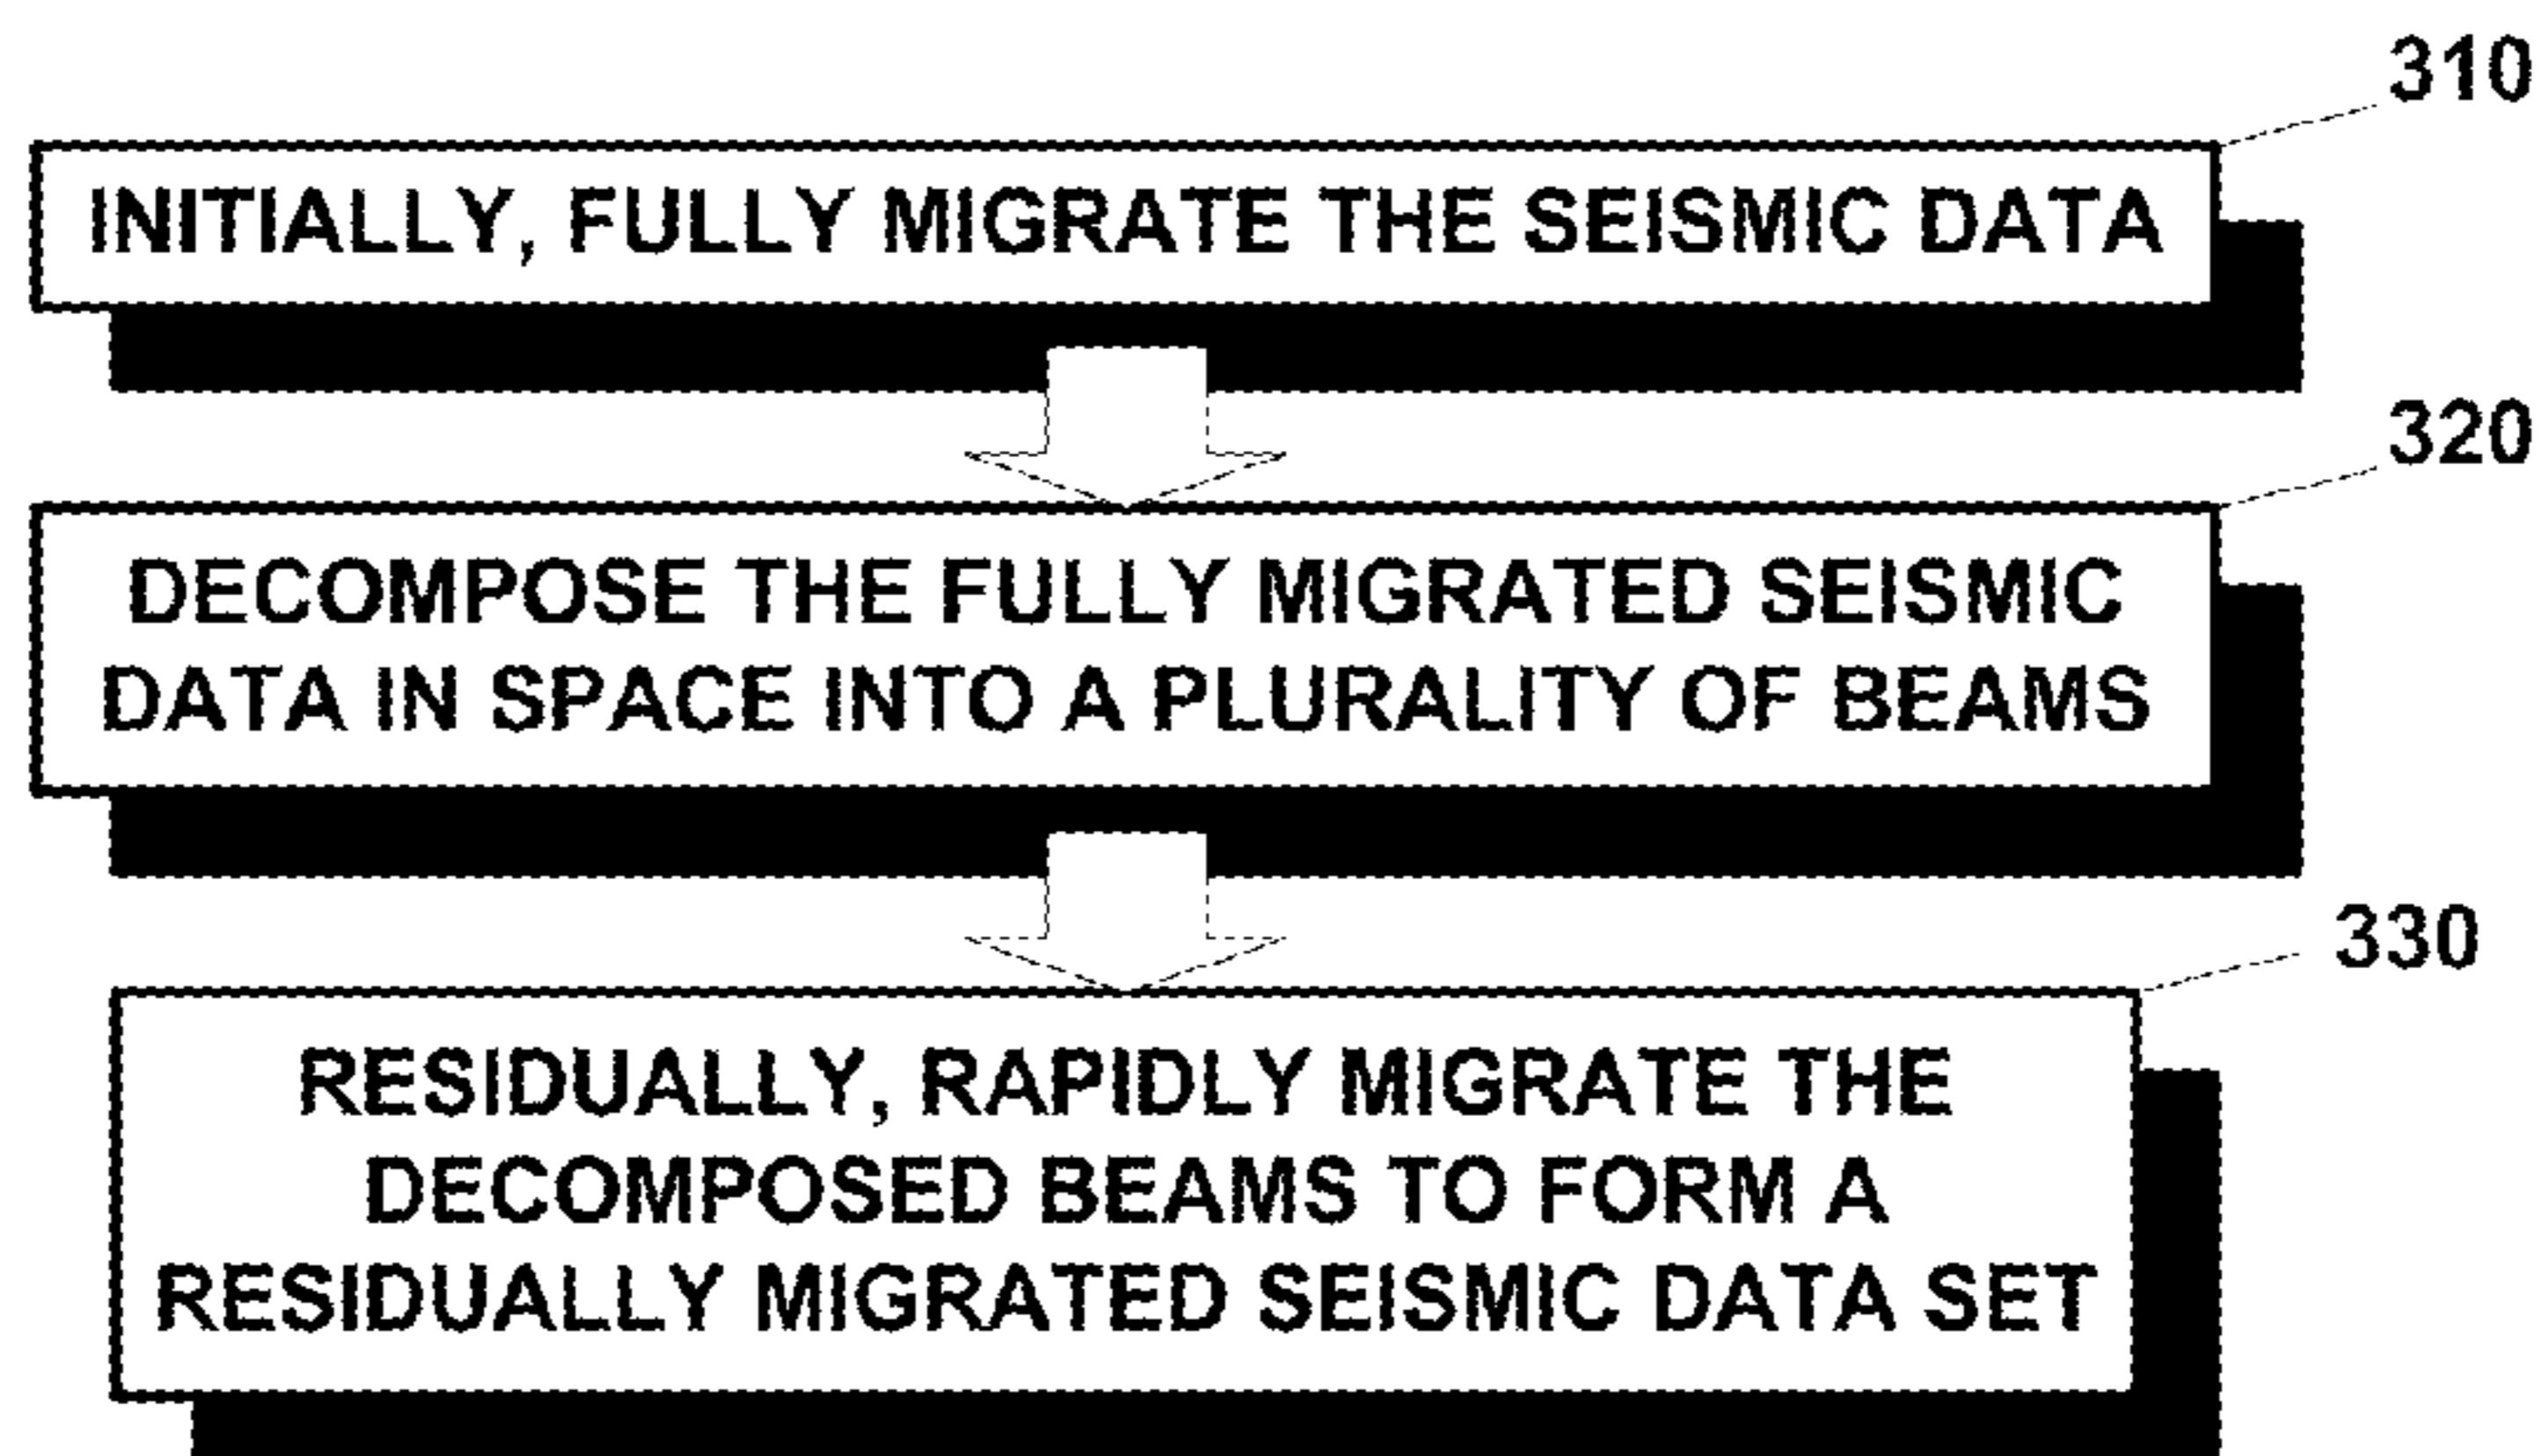 310
INITIALLY, FULLY MIGRATE THE SEISMIC DATA
320
DECOMPOSE THE FULLY MIGRATED SEISMIC
DATA IN SPACE INTO A PLURALITY OF BEAMS
330
RESIDUALLY, RAPIDLY MIGRATE THE
DECOMPOSED BEAMS TO FORM A
RESIDUALLY MIGRATED SEISMIC DATA SET